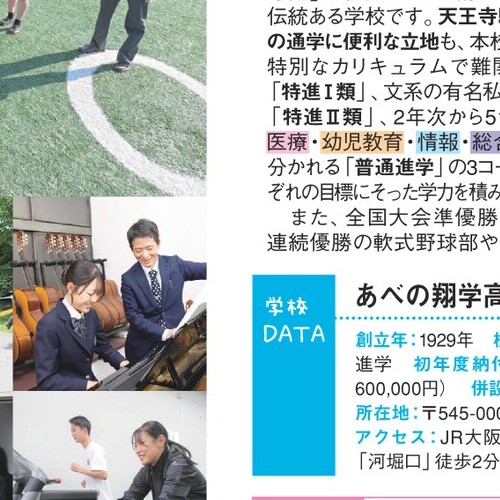 伝統ある学校です。天王寺
の通学に便利な立地も、本校
特別なカリキュラムで難関
「特進Ⅰ類」、文系の有名私
「特進Ⅱ類」、2年次から5
医療・幼児教育・情報・総合
分かれる「普通進学」の3コー
ぞれの目標にそった学力を積み
また、全国大会準優勝
連続優勝の軟式野球部や
学校
DATA
あべの翔学高
創立年:1929年
進学 初年度納付
600,000円) 併設
所在地:〒545-000
アクセス:JR大阪
「河堀口」徒歩2分